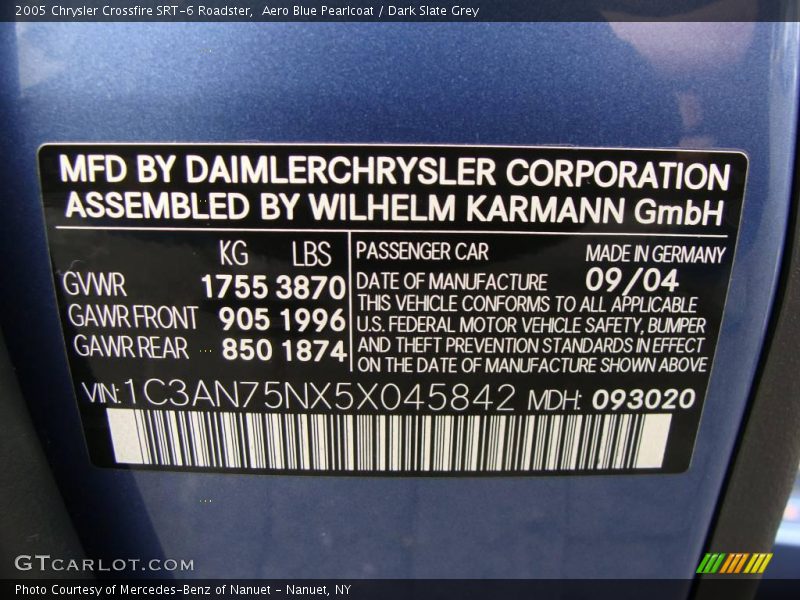 2005 Chrysler Crossfire SRT-6 Roadster,  Aero Blue Pearlcoat / Dark Slate Grey
MFD BY DAIMLERCHRYSLER CORPORATION
ASSEMBLED BY WILHELM KARMANN GmbH
KG LBS
GVWR 1755 3870
GAWR FRONT 905 1996
GAWR REAR 850 1874
PASSENGER CAR MADE IN GERMANY
DATE OF MANUFACTURE 09/04
THIS VEHICLE CONFORMS TO ALL APPLICABLE
U.S. FEDERAL MOTOR VEHICLE SAFETY, BUMPER
AND THEFT PREVENTION STANDARDS IN EFFECT
ON THE DATE OF MANUFACTURE SHOWN ABOVE
VIN: 1C3AN75NX5X045842 MDH: 093020
GTCARLOT.COM
Photo Courtesy of Mercedes-Benz of Nanuet - Nanuet, NY